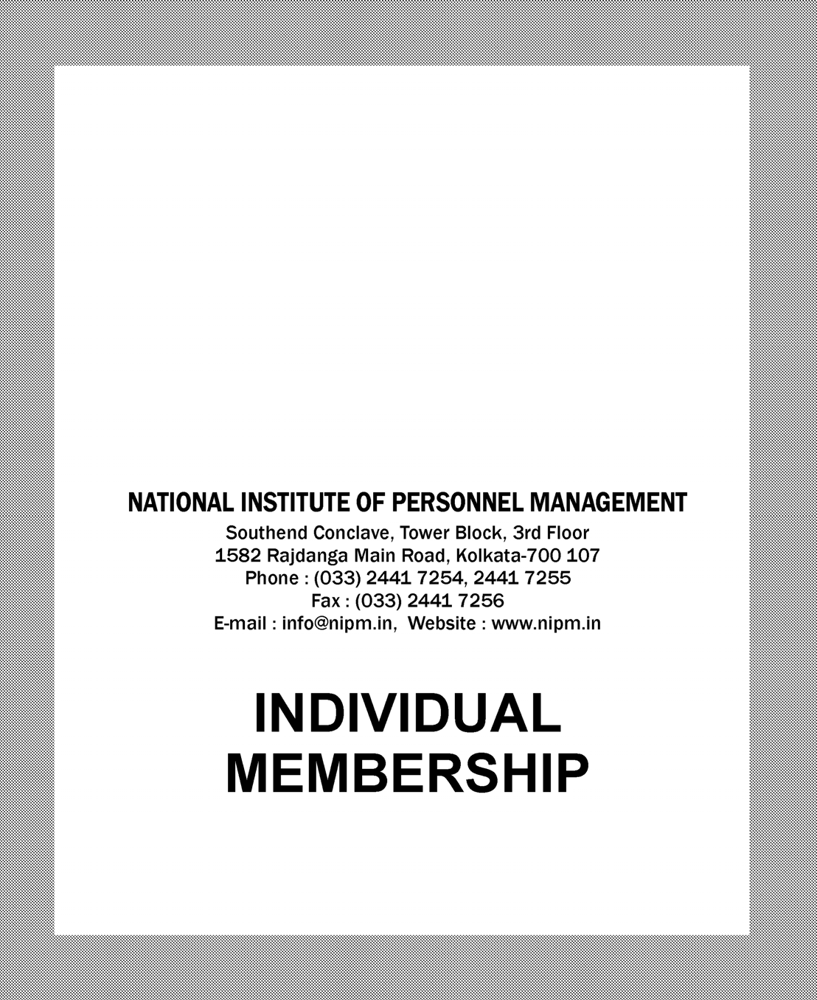 NATIONAL INSTITUTE OF PERSONNEL MANAGEMENT
Southend Conclave, Tower Block, 3rd Floor
1582 Rajdanga Main Road, Kolkata-700 107
Phone : (033) 2441 7254, 2441 7255
Fax : (033) 2441 7256
E-mail : info@nipm.in,  Website : www.nipm.in
INDIVIDUAL
MEMBERSHIP